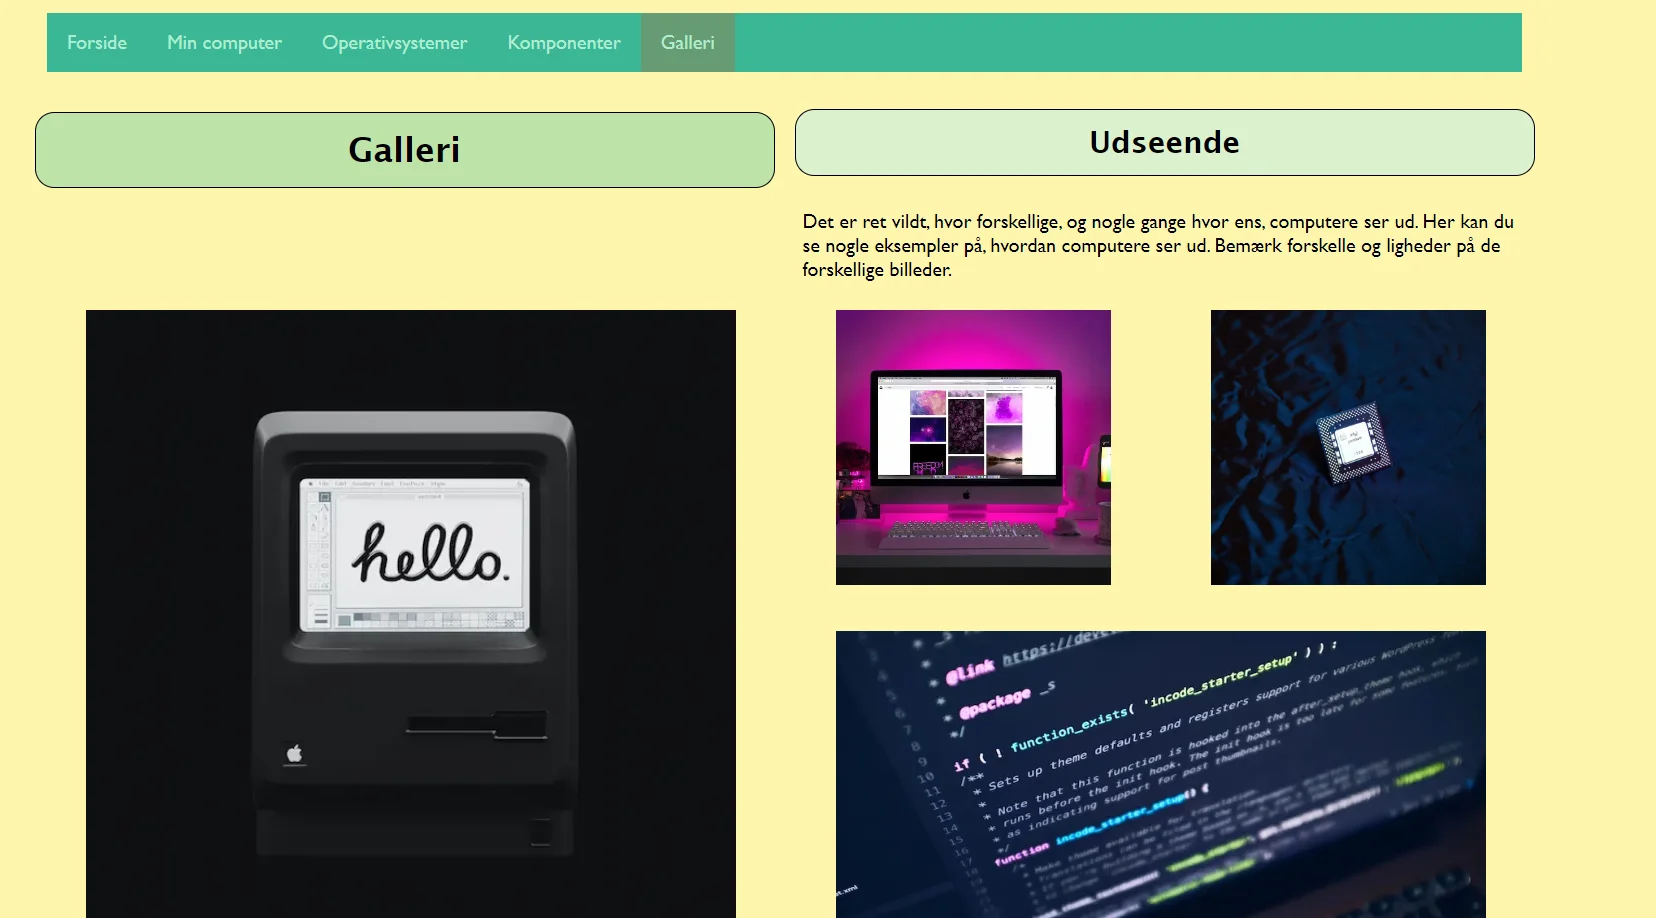 Forside Min computer Operativsystemer Komponenter Galleri
Galleri
Udseende
Det er ret vildt, hvor forskellige, og nogle gange hvor ens, computere ser ud. Her kan du
se nogle eksempler på, hvordan computere ser ud. Bemærk forskelle og ligheder på de
forskellige billeder.
hello.
* @link https://deve
*
* @package _s
*/
if ( ! function_exists( 'incode_starter_setup' ) ) :
/**
* Sets up theme defaults and registers support for various WordPress
*
* Note that this function is hooked into the after_setup_theme hook, which
* runs before the init hook. The init hook is too late for some features, such
* as indicating support for post thumbnails.
*/
function incode_starter_setup() {